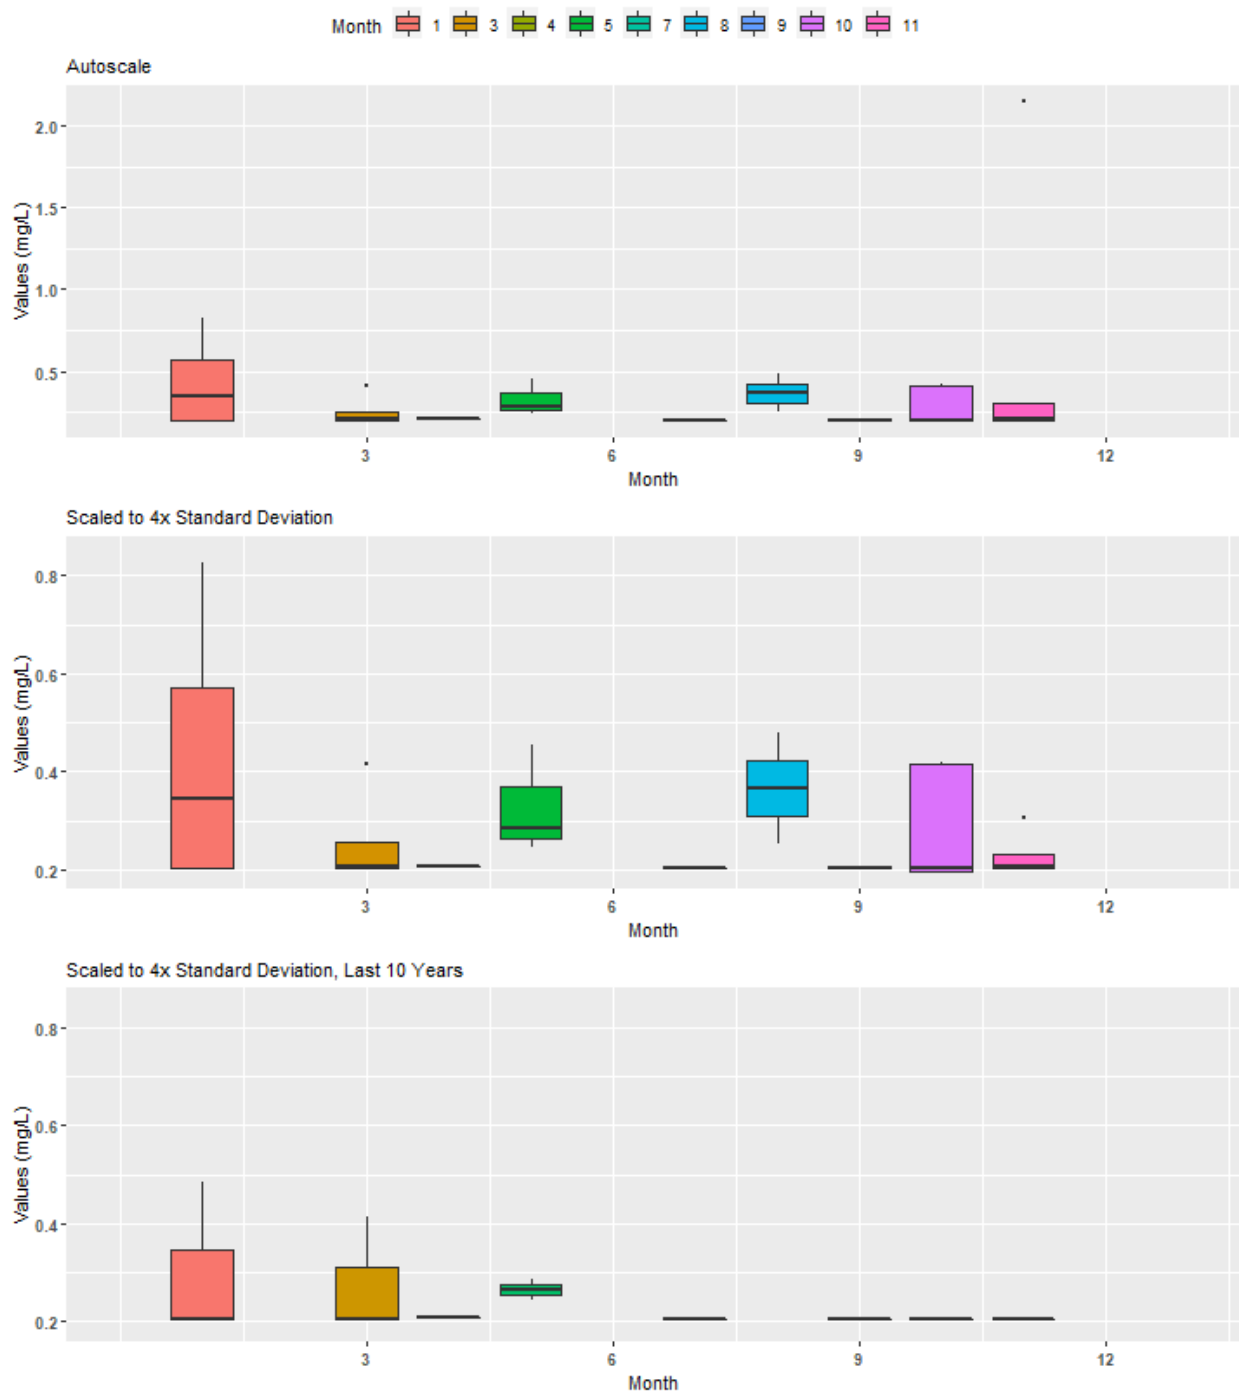 Month 1 3 4 5 7 8 9 10 11
Autoscale
Values (mg/L)
2.0
1.5
1.0
0.5
3 6 9 12
Month
Scaled to 4x Standard Deviation
Values (mg/L)
0.8
0.6
0.4
0.2
3 6 9 12
Month
Scaled to 4x Standard Deviation, Last 10 Years
Values (mg/L)
0.8
0.6
0.4
0.2
3 6 9 12
Month